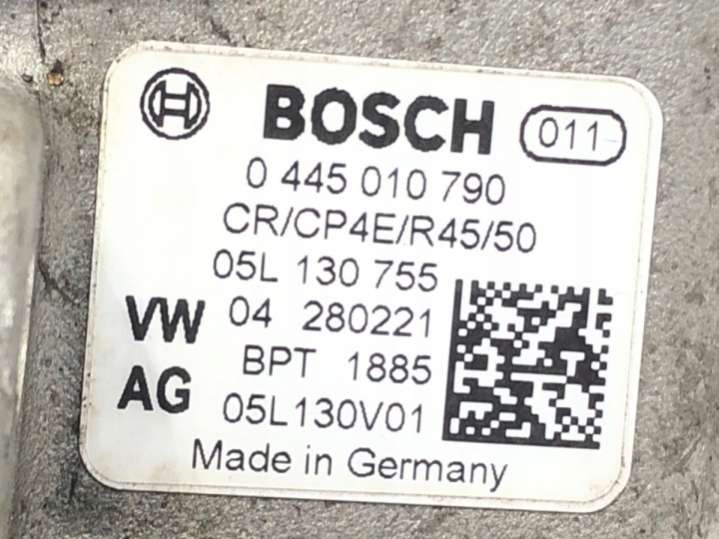 BOSCH 011
0 445 010 790
CR/CP4E/R45/50
05L 130 755
VW 04 280221
BPT 1885
AG 05L130V01
Made in Germany